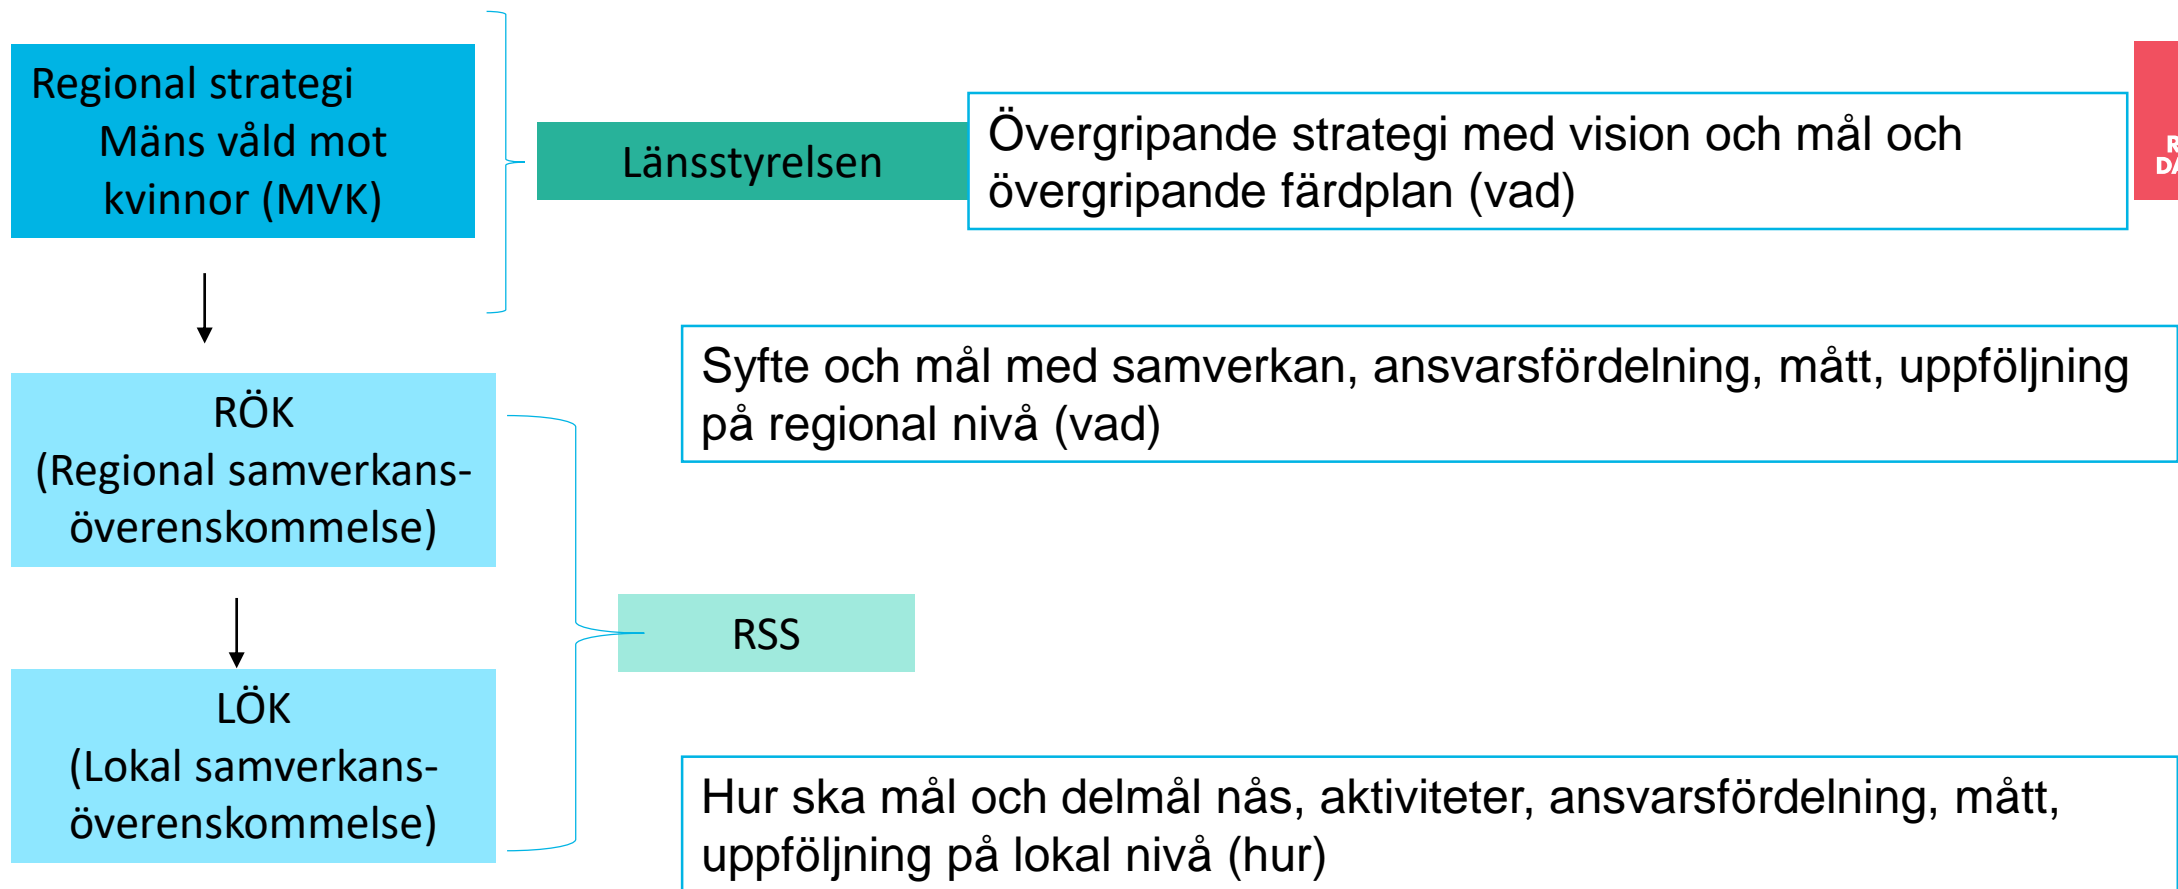 Regional strategi
Mäns våld mot
kvinnor (MVK)
Länsstyrelsen
Övergripande strategi med vision och mål och
övergripande färdplan (vad)
Syfte och mål med samverkan, ansvarsfördelning, mått, uppföljning
på regional nivå (vad)
RÖK
(Regional samverkans-
överenskommelse)
RSS
LÖK
(Lokal samverkans-
överenskommelse)
Hur ska mål och delmål nås, aktiviteter, ansvarsfördelning, mått,
uppföljning på lokal nivå (hur)